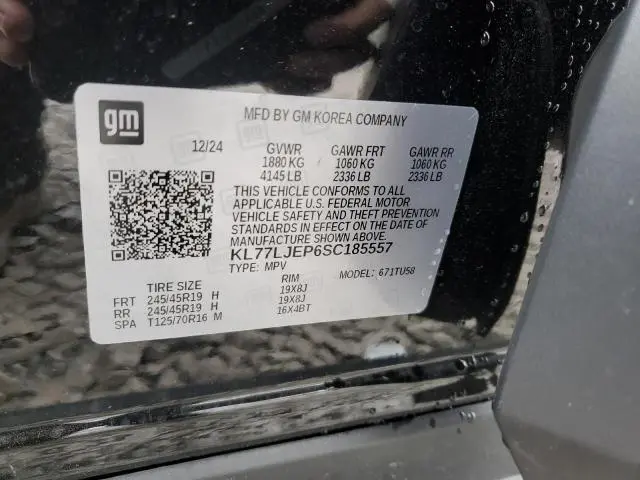 gm
MFD BY GM KOREA COMPANY
12/24 GVWR GAWR FRT GAWR RR
1880 KG 1060 KG 1060 KG
4145 LB 2336 LB 2336 LB
THIS VEHICLE CONFORMS TO ALL
APPLICABLE U.S. FEDERAL MOTOR
VEHICLE SAFETY AND THEFT PREVENTION
STANDARDS IN EFFECT ON THE DATE OF
MANUFACTURE SHOWN ABOVE.
KL77LJEP6SC185557
TYPE: MPV MODEL: 671TU58
TIRE SIZE RIM
FRT 245/45R19 H 19X8J
RR 245/45R19 H 19X8J
SPA T125/70R16 M 16X4BT